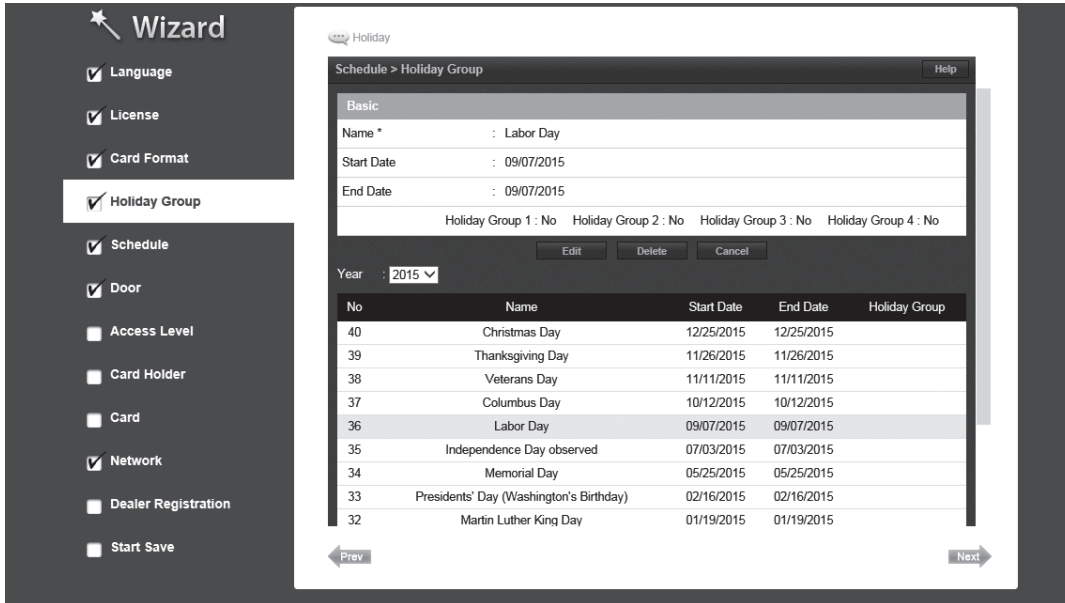 Wizard
Language
License
Card Format
Holiday Group
Schedule
Door
Access Level
Card Holder
Card
Network
Dealer Registration
Start Save
Holiday
Schedule > Holiday Group Help
Basic
Name * : Labor Day
Start Date : 09/07/2015
End Date : 09/07/2015
Holiday Group 1 : No Holiday Group 2 : No Holiday Group 3 : No Holiday Group 4 : No
Edit Delete Cancel
Year : 2015
No Name Start Date End Date Holiday Group
40 Christmas Day 12/25/2015 12/25/2015
39 Thanksgiving Day 11/26/2015 11/26/2015
38 Veterans Day 11/11/2015 11/11/2015
37 Columbus Day 10/12/2015 10/12/2015
36 Labor Day 09/07/2015 09/07/2015
35 Independence Day observed 07/03/2015 07/03/2015
34 Memorial Day 05/25/2015 05/25/2015
33 Presidents' Day (Washington's Birthday) 02/16/2015 02/16/2015
32 Martin Luther King Day 01/19/2015 01/19/2015
Prev Next